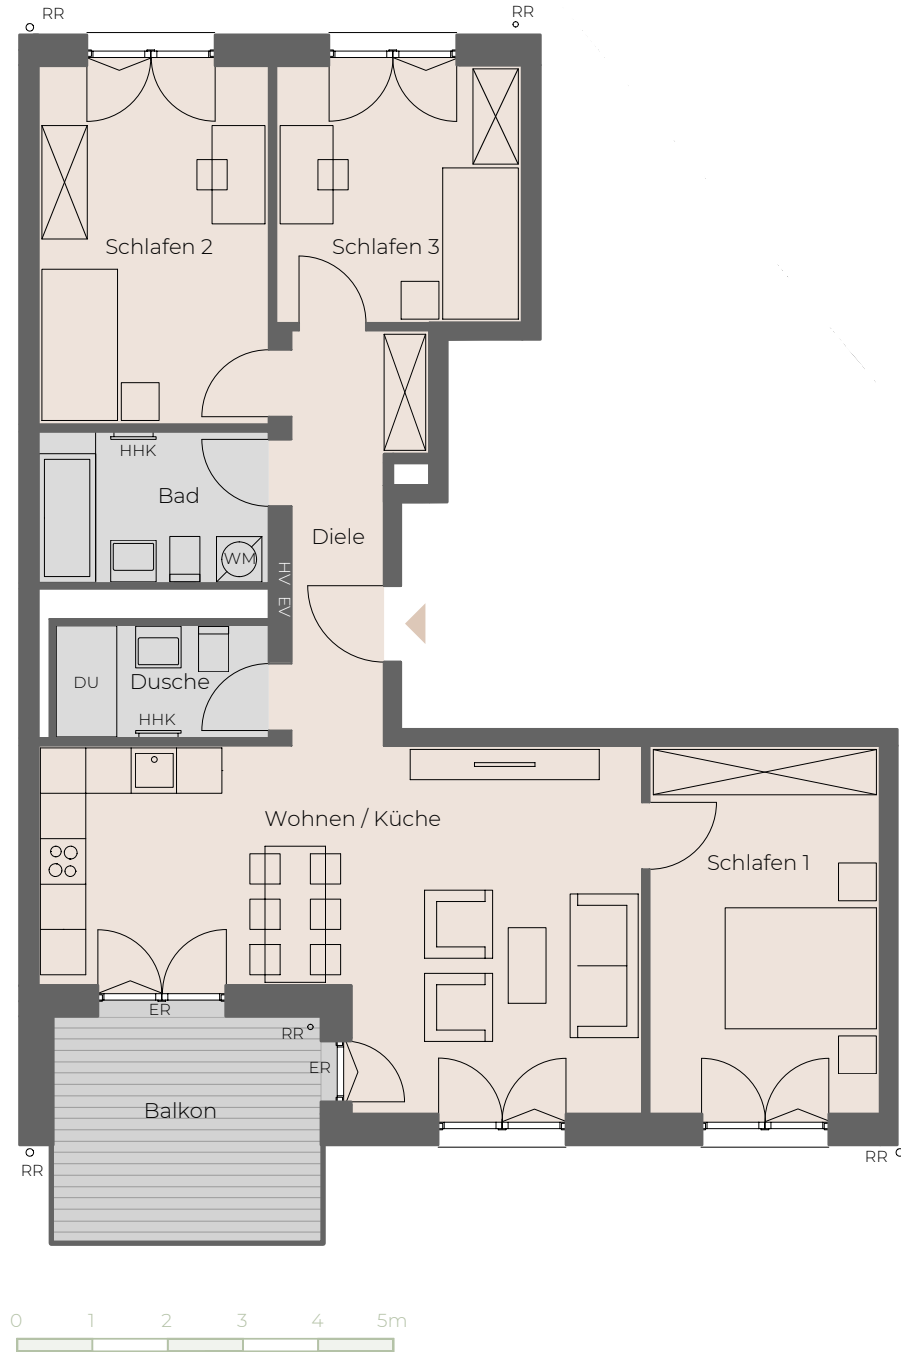 RR
RR
Schlafen 2
Schlafen 3
HHK
Bad
WM
Diele
HV EV
DU
Dusche
HHK
Wohnen / Küche
Schlafen 1
ER
RR
ER
Balkon
RR
RR
0 1 2 3 4 5m